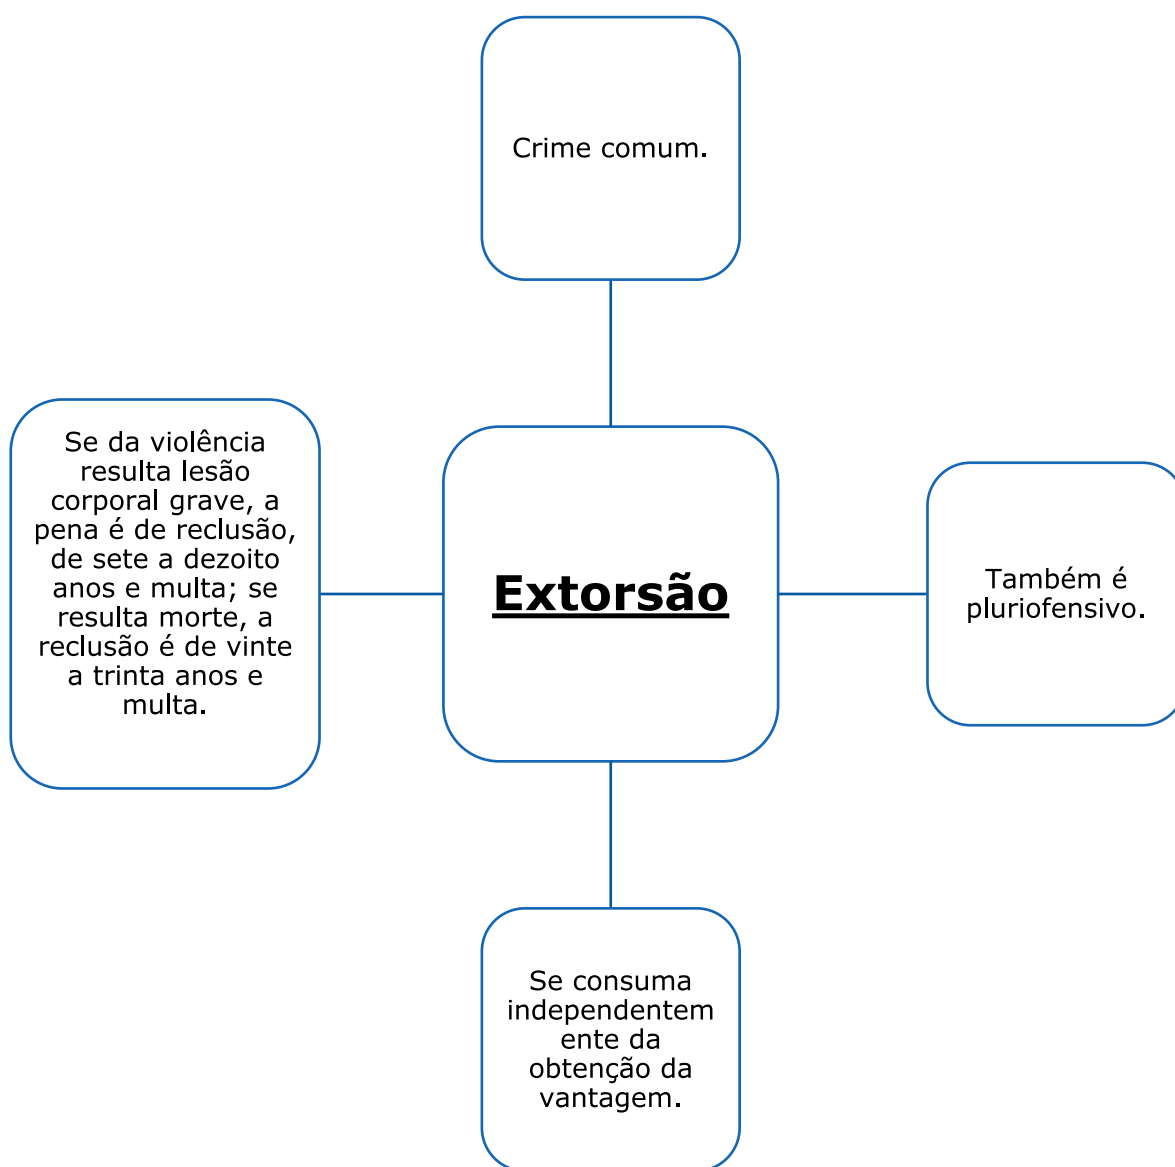 Crime comum.
Se da violência
resulta lesão
corporal grave, a
pena é de reclusão,
de sete a dezoito
anos e multa; se
resulta morte, a
reclusão é de vinte
a trinta anos e
multa.
Extorsão
Também é
pluriofensivo.
Se consuma
independentem
ente da
obtenção da
vantagem.